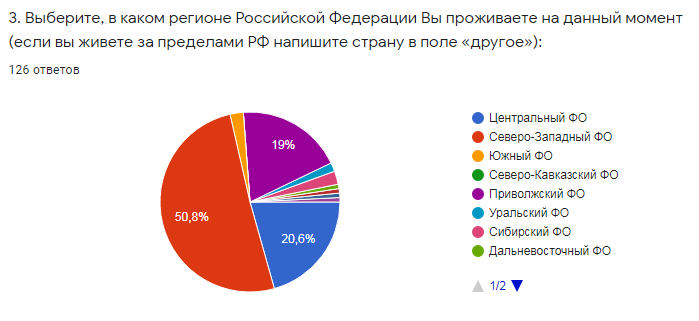 3. Выберите, в каком регионе Российской Федерации Вы проживаете на данный момент
(если вы живете за пределами РФ напишите страну в поле «другое»):
126 ответов
19%
50,8%
20,6%
Центральный ФО
Северо-Западный ФО
Южный ФО
Северо-Кавказский ФО
Приволжский ФО
Уральский ФО
Сибирский ФО
Дальневосточный ФО
1/2